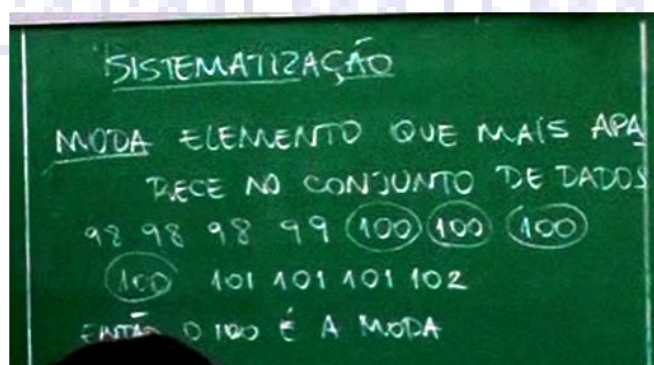 SISTEMATIZAÇÃO
MODA ELEMENTO QUE MAIS APA
RECE NO CONJUNTO DE DADOS
98 98 98 99 100 100 100
100 101 101 101 102
ENTÃO O 100 É A MODA